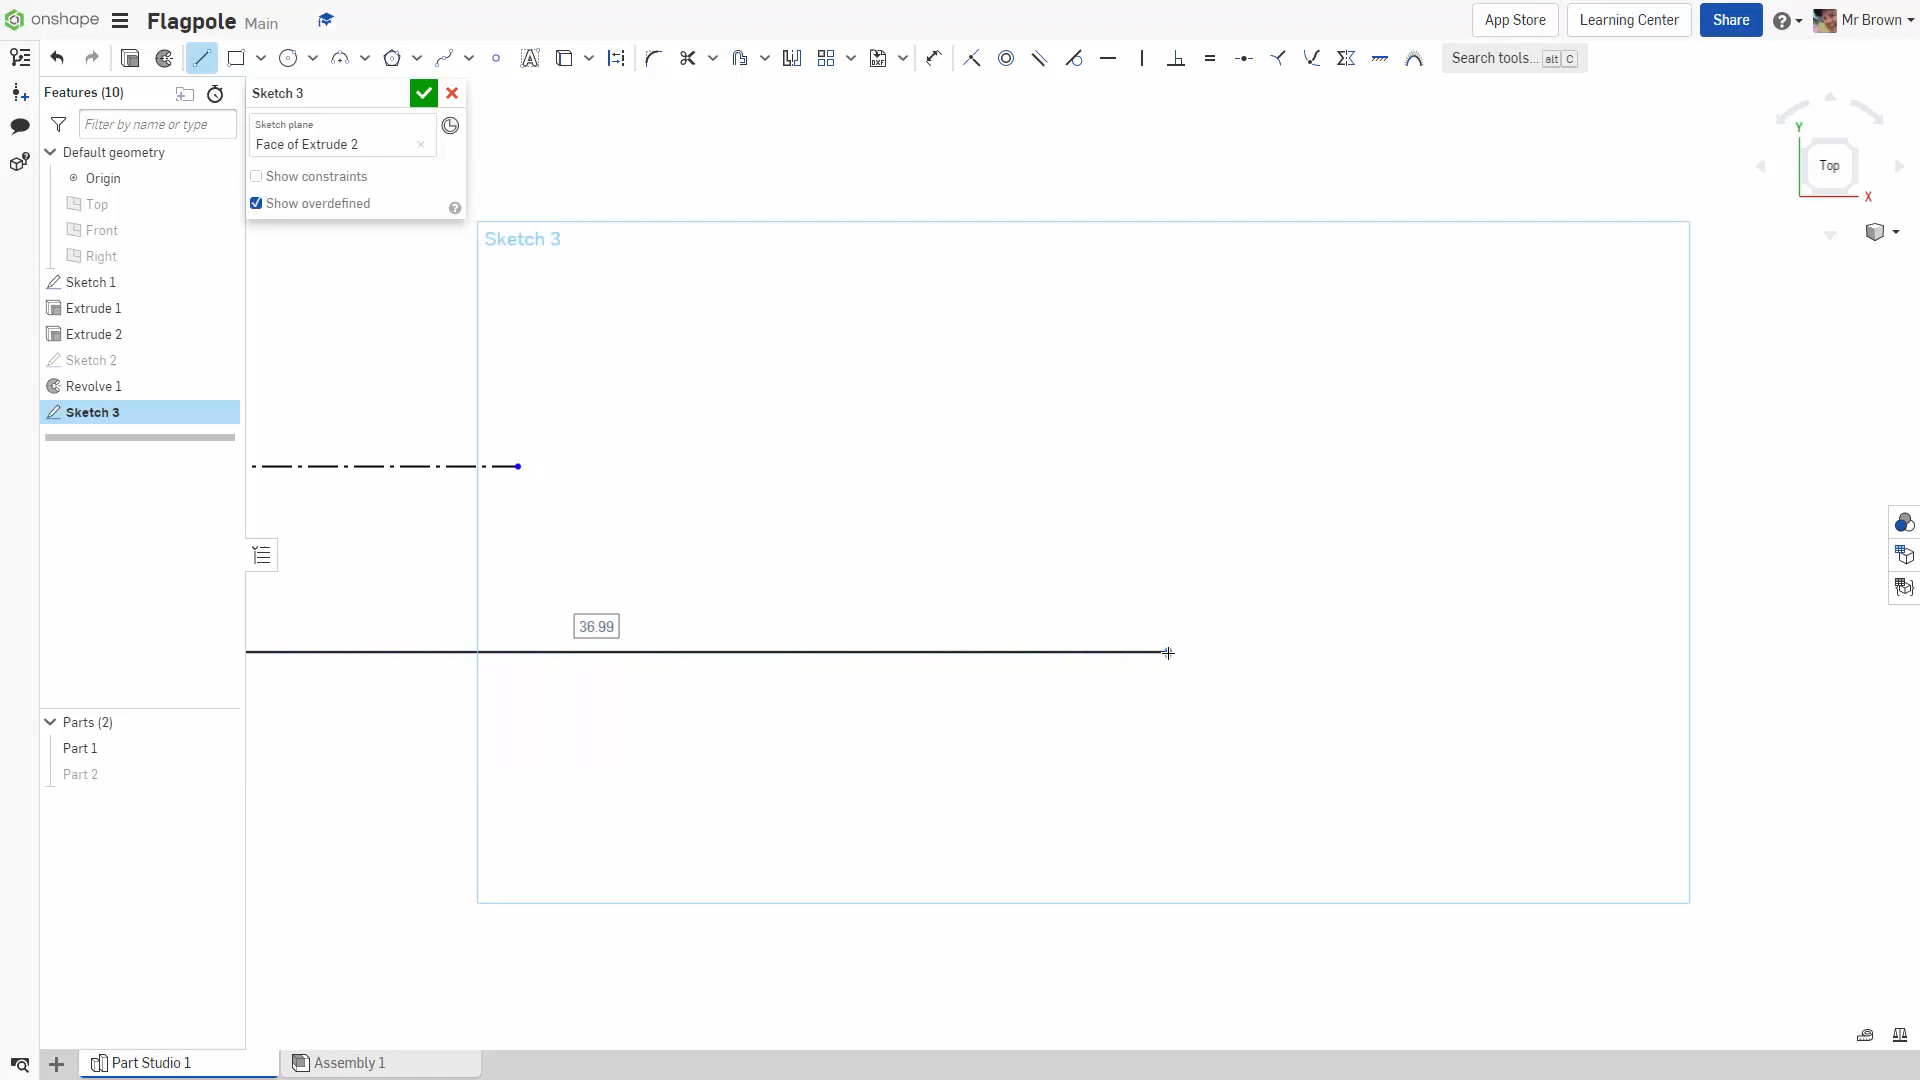 onshape Flagpole Main App Store Learning Center Share Mr Brown
Search tools... alt C
Features (10)
Filter by name or type
Default geometry
Origin
Top
Front
Right
Sketch 1
Extrude 1
Extrude 2
Sketch 2
Revolve 1
Sketch 3
Parts (2)
Part 1
Part 2
Sketch 3
Sketch plane
Face of Extrude 2
Show constraints
Show overdefined
Sketch 3
36.99
Y
Top
X
Part Studio 1
Assembly 1